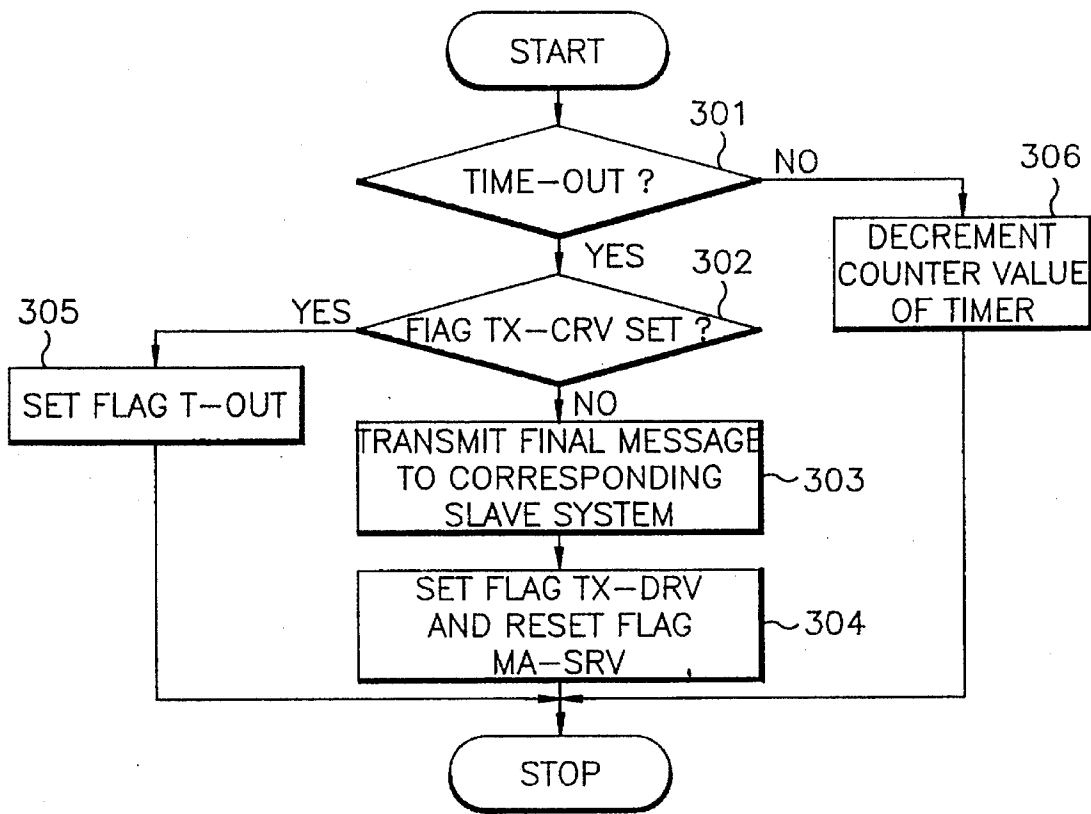 START
301
TIME-OUT ?
NO
306
DECREMENT
COUNTER VALUE
OF TIMER
YES
302
FIAG TX-CRV SET ?
YES
305
SET FLAG T-OUT
NO
TRANSMIT FINAL MESSAGE
TO CORRESPONDING
SLAVE SYSTEM
303
SET FLAG TX-DRV
AND RESET FLAG
MA-SRV
304
STOP